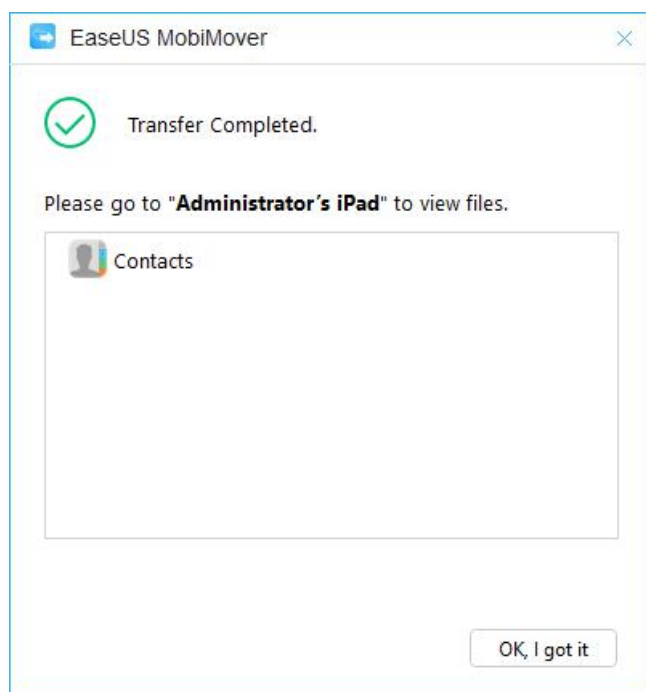 EaseUS MobiMover
Transfer Completed.
Please go to "Administrator's iPad" to view files.
Contacts
OK, I got it